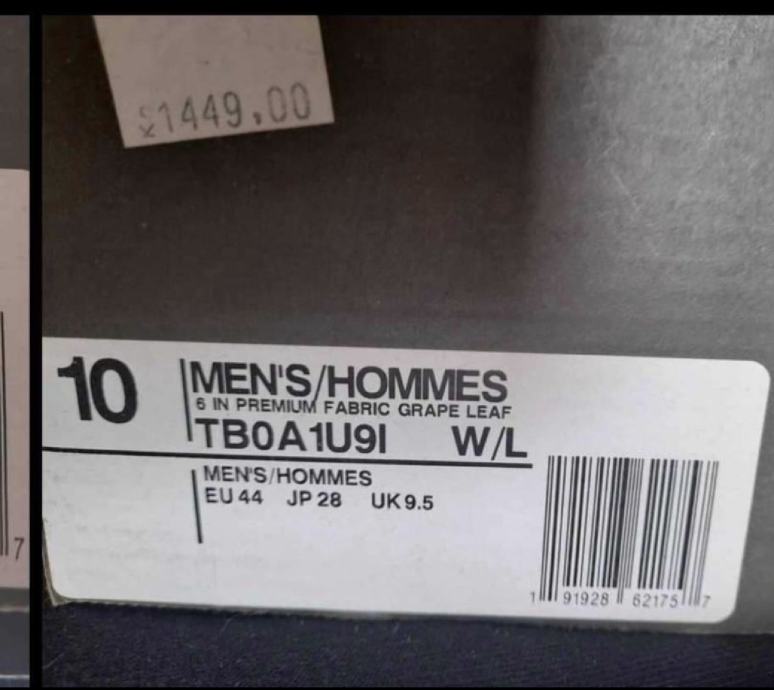 1449.00
10
MEN'S/HOMMES
6 IN PREMIUM FABRIC GRAPE LEAF
TB0A1U9I W/L
MEN'S/HOMMES
EU 44 JP 28 UK 9.5
1 91928 62175 7
7